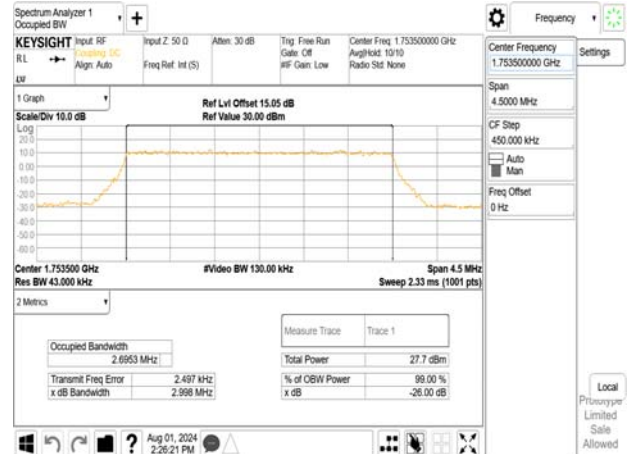 Spectrum Analyzer 1
Occupied BW
Frequency
KEYSIGHT
RL
Input: RF
Coupling: DC
Align: Auto
Input Z: 50 Ω
Freq Ref: Int (S)
Atten: 30 dB
Trig: Free Run
Gate: Off
#IF Gain: Low
Center Freq: 1.753500000 GHz
Avg|Hold: 10/10
Radio Std: None
Center Frequency
1.753500000 GHz
Settings
Span
4.5000 MHz
CF Step
450.000 kHz
Auto
Man
Freq Offset
0 Hz
1 Graph
Scale/Div 10.0 dB
Ref Lvl Offset 15.05 dB
Ref Value 30.00 dBm
Log
20.0
10.0
0.00
-10.0
-20.0
-30.0
-40.0
-50.0
-60.0
Center 1.753500 GHz
Res BW 43.000 kHz
#Video BW 130.00 kHz
Span 4.5 MHz
Sweep 2.33 ms (1001 pts)
2 Metrics
Measure Trace Trace 1
Occupied Bandwidth
2.6953 MHz
Total Power 27.7 dBm
Transmit Freq Error 2.497 kHz
% of OBW Power 99.00 %
x dB Bandwidth 2.998 MHz
x dB -26.00 dB
Local
Prototype
Limited
Sale
Allowed
Aug 01, 2024
2:26:21 PM